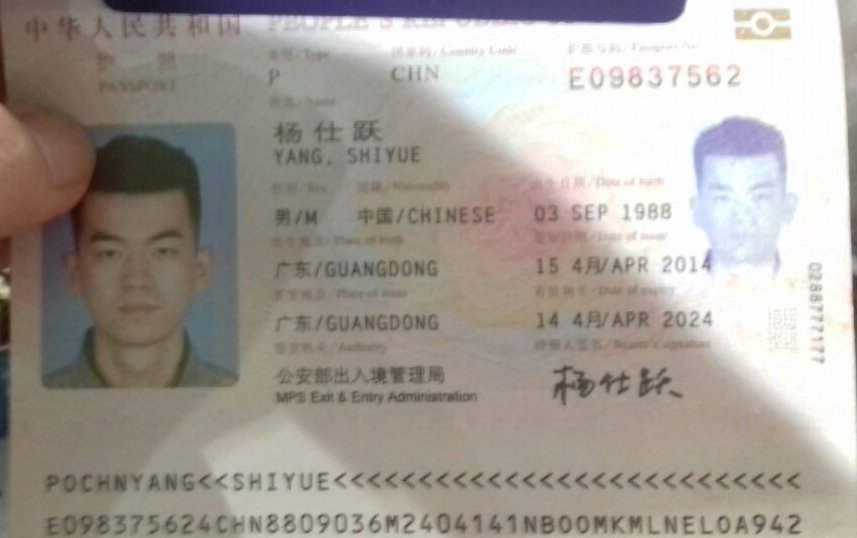 中华人民共和国 PEOPLE'S REPUBLIC OF
护照 类型/Type 国家码/Country Code 护照号码/Passport No
PASSPORT P CHN E09837562
姓名/Name
杨仕跃
YANG, SHIYUE
性别/Sex 国籍/Nationality 出生日期/Date of birth
男/M 中国/CHINESE 03 SEP 1988
出生地点/Place of birth 签发日期/Date of issue
广东/GUANGDONG 15 4月/APR 2014
签发地点/Place of issue 有效期至/Date of expiry
广东/GUANGDONG 14 4月/APR 2024
签发机关/Authority 持照人签名/Bearer's signature
公安部出入境管理局
MPS Exit & Entry Administration
杨仕跃
0288777177
POCHNYANG<<SHIYUE<<<<<<<<<<<<<<<<<<<<<<<<<<<
E098375624CHN8809036M2404141NBOOMKMLNELOA942